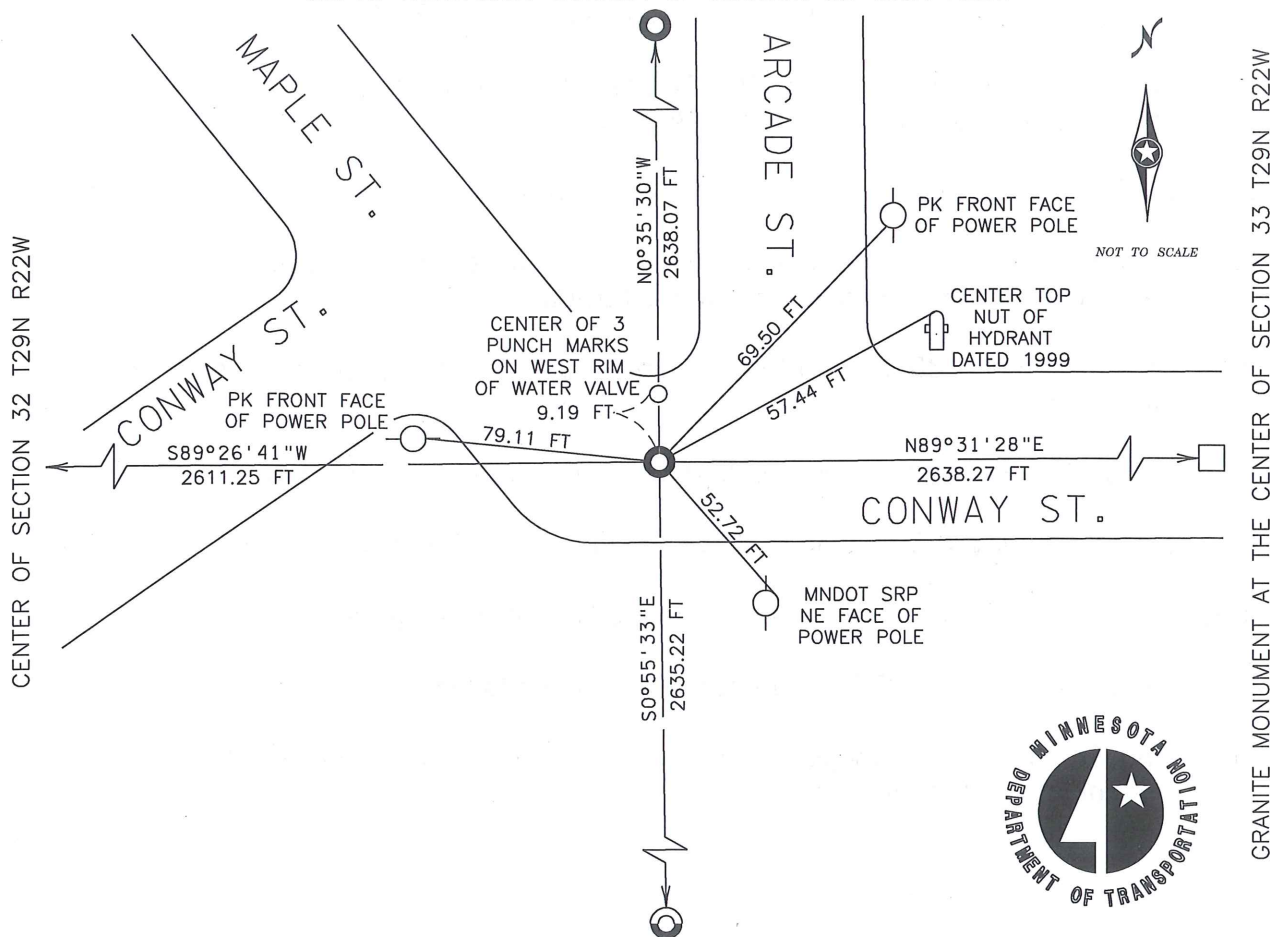 MAPLE ST.
ARCADE ST.
N
NOT TO SCALE
N0°35'30"W
2638.07 FT
PK FRONT FACE
OF POWER POLE
69.50 FT
CENTER TOP
NUT OF
HYDRANT
DATED 1999
57.44 FT
CENTER OF 3
PUNCH MARKS
ON WEST RIM
OF WATER VALVE
9.19 FT
CONWAY ST.
PK FRONT FACE
OF POWER POLE
79.11 FT
S89°26'41"W
2611.25 FT
N89°31'28"E
2638.27 FT
CONWAY ST.
52.72 FT
MNDOT SRP
NE FACE OF
POWER POLE
S0°55'33"E
2635.22 FT
CENTER OF SECTION 32 T29N R22W
GRANITE MONUMENT AT THE CENTER OF SECTION 33 T29N R22W
MINNESOTA
DEPARTMENT OF TRANSPORTATION